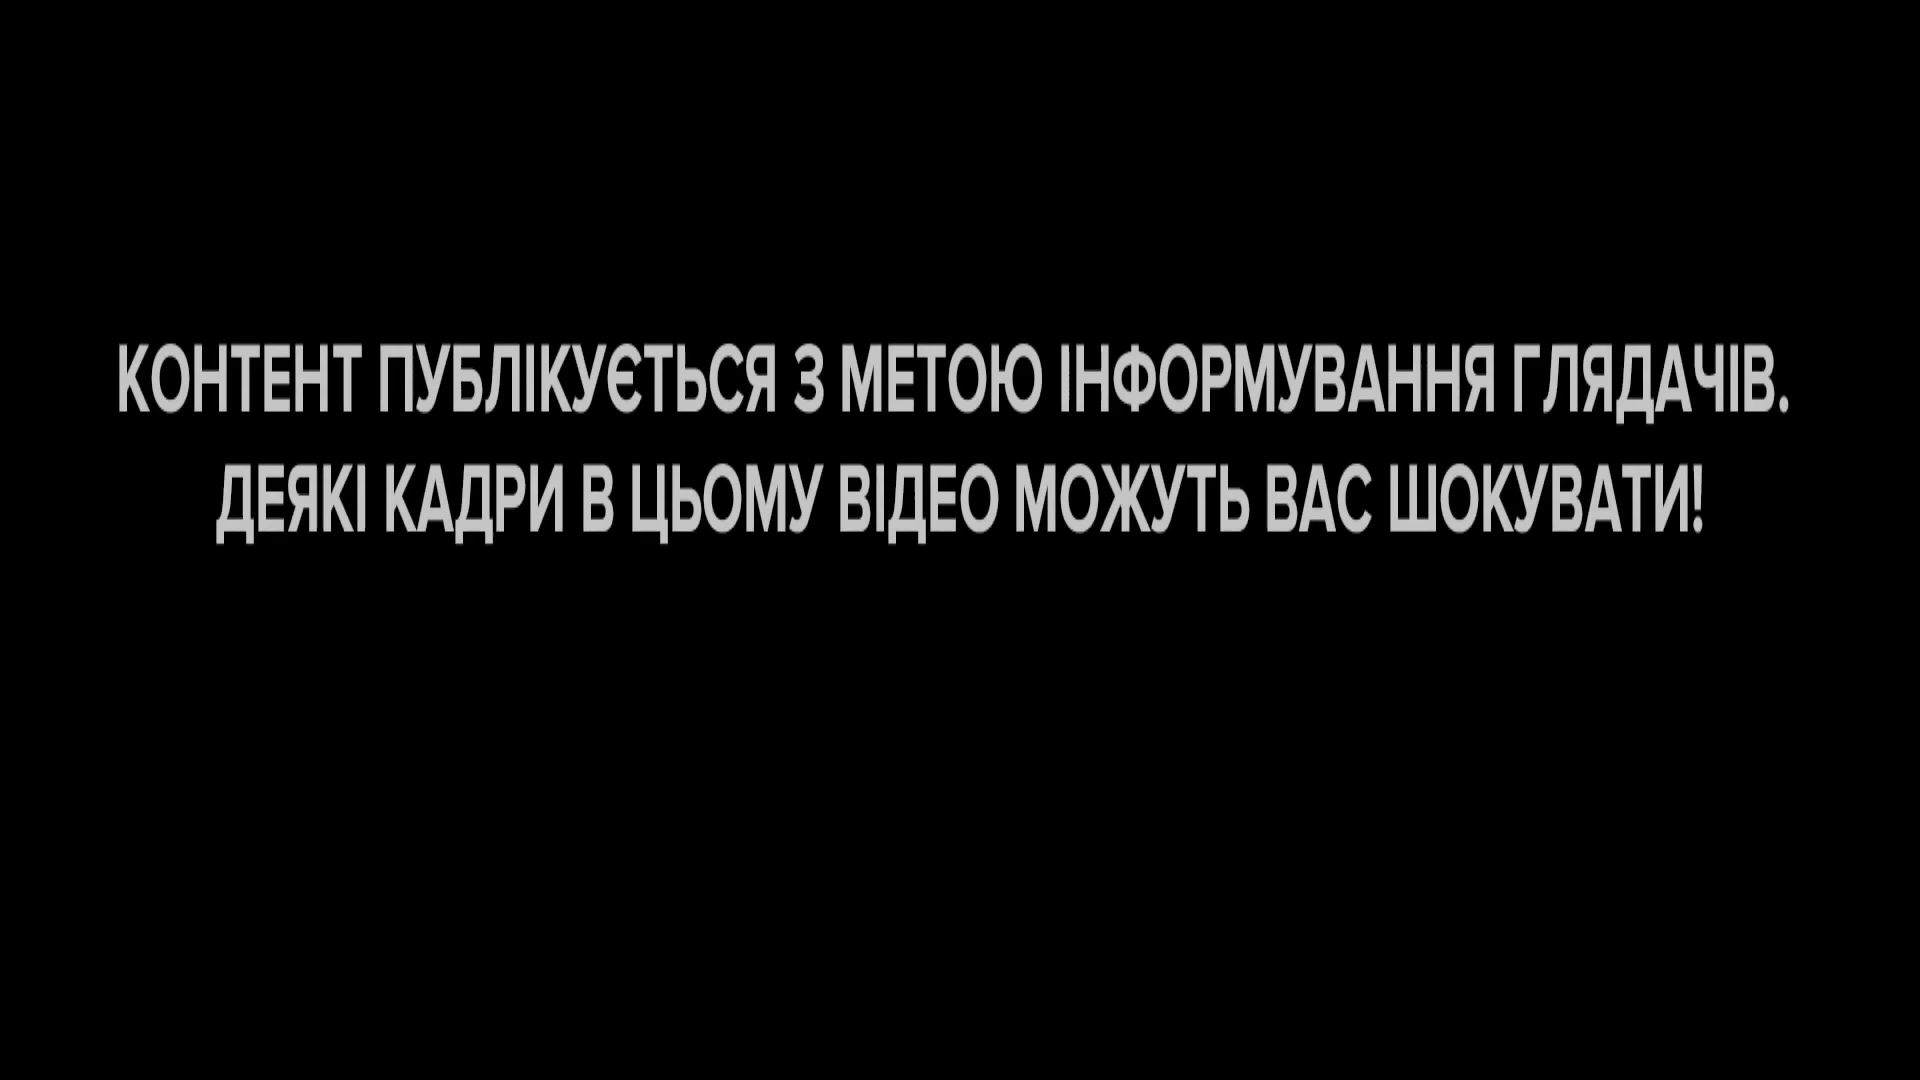 КОНТЕНТ ПУБЛІКУЄТЬСЯ З МЕТОЮ ІНФОРМУВАННЯ ГЛЯДАЧІВ.
ДЕЯКІ КАДРИ В ЦЬОМУ ВІДЕО МОЖУТЬ ВАС ШОКУВАТИ!